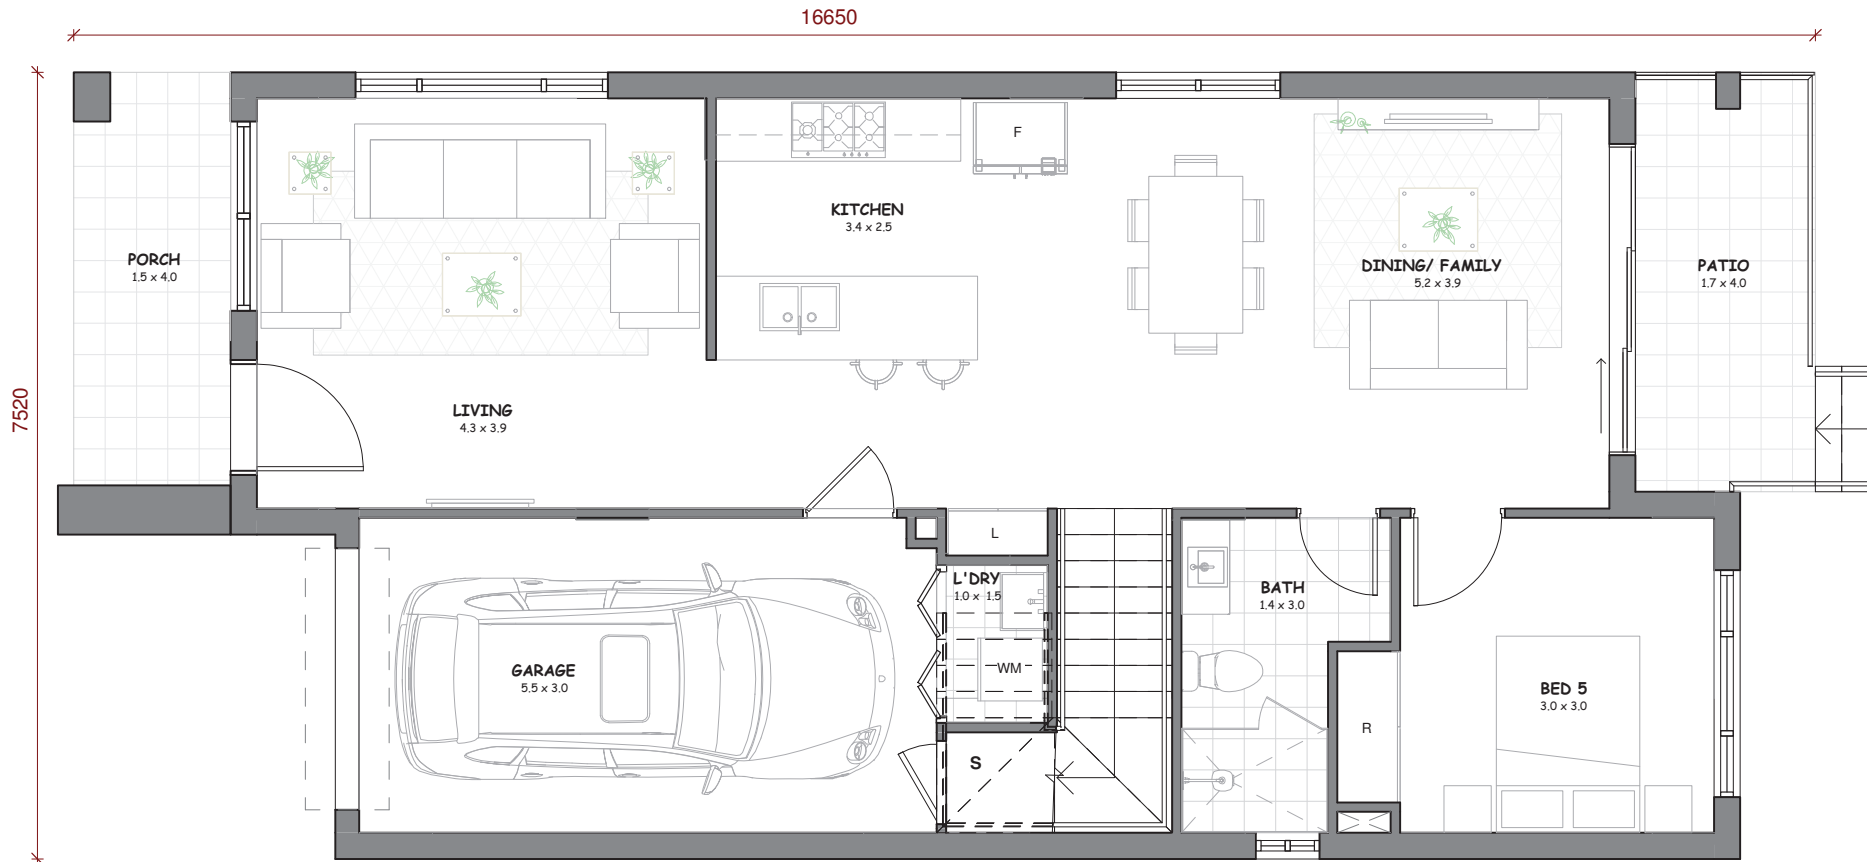 16650
7520
PORCH
1.5 x 4.0
LIVING
4.3 x 3.9
KITCHEN
3.4 x 2.5
F
DINING/ FAMILY
5.2 x 3.9
PATIO
1.7 x 4.0
GARAGE
5.5 x 3.0
L
L'DRY
1.0 x 1.5
WM
S
BATH
1.4 x 3.0
R
BED 5
3.0 x 3.0